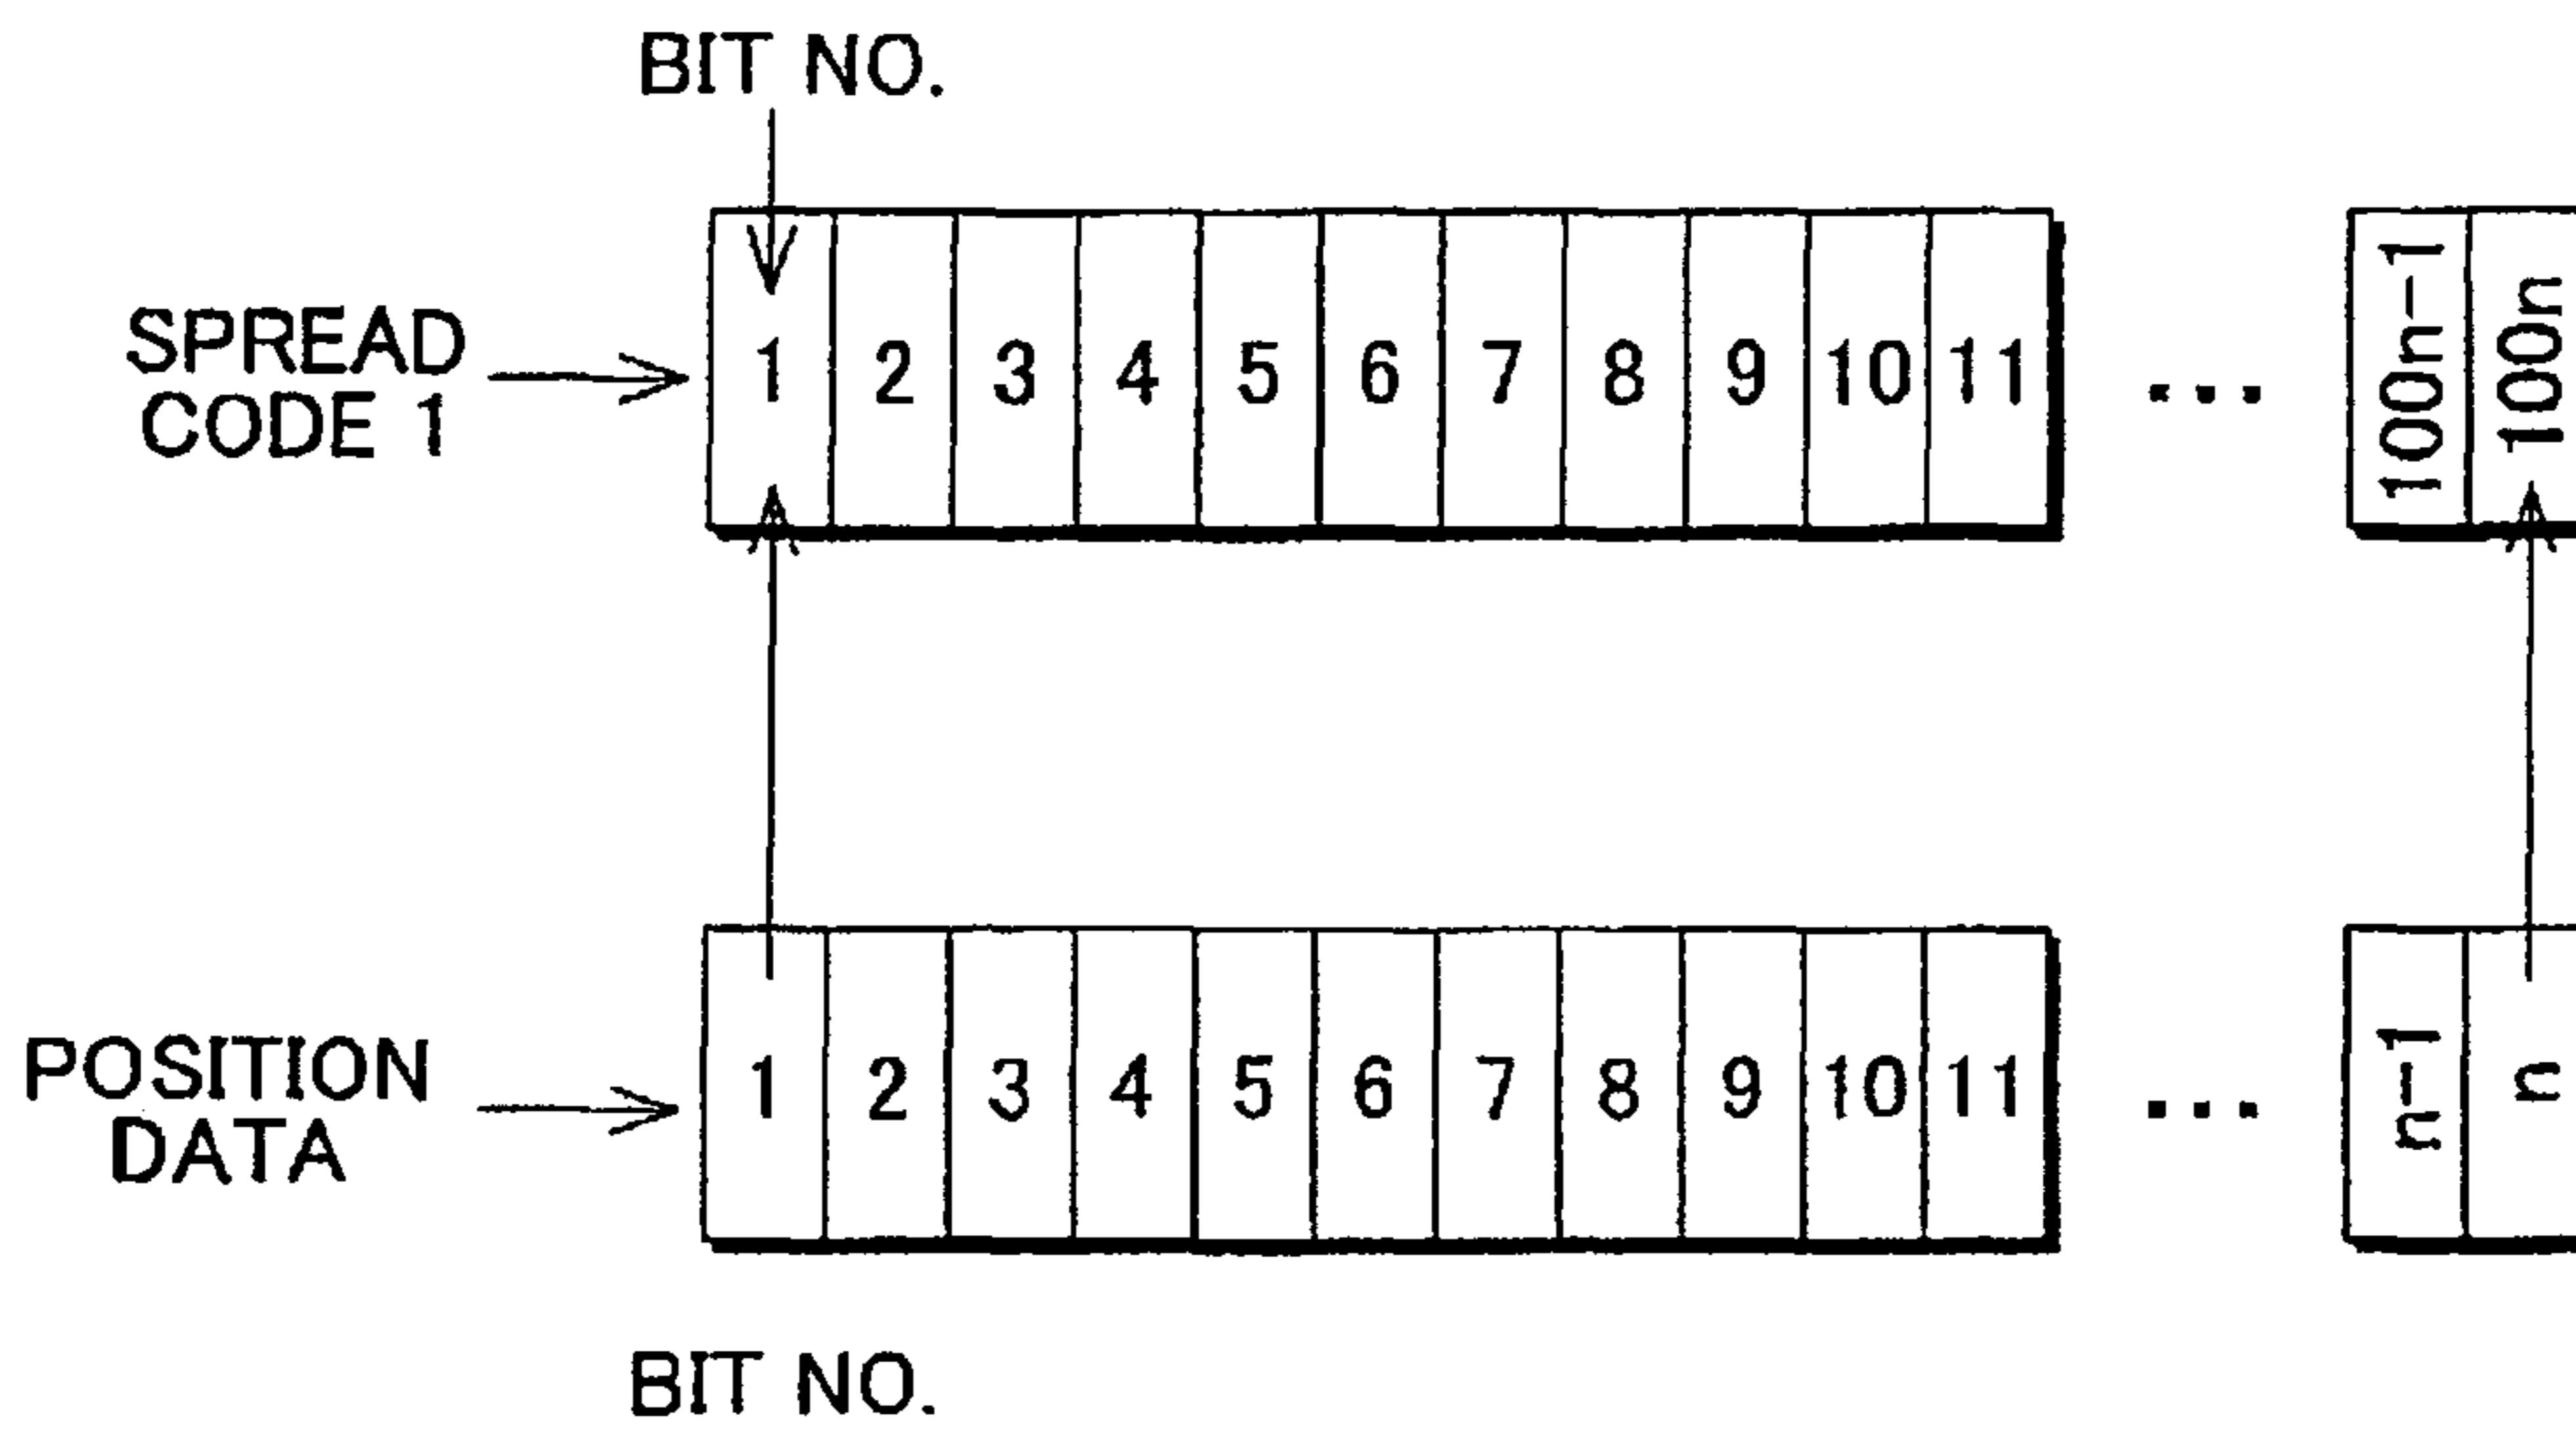 BIT NO.
SPREAD
CODE 1
1 2 3 4 5 6 7 8 9 10 11 ... 100n-1 100n
POSITION
DATA
1 2 3 4 5 6 7 8 9 10 11 ... n-1 n
BIT NO.